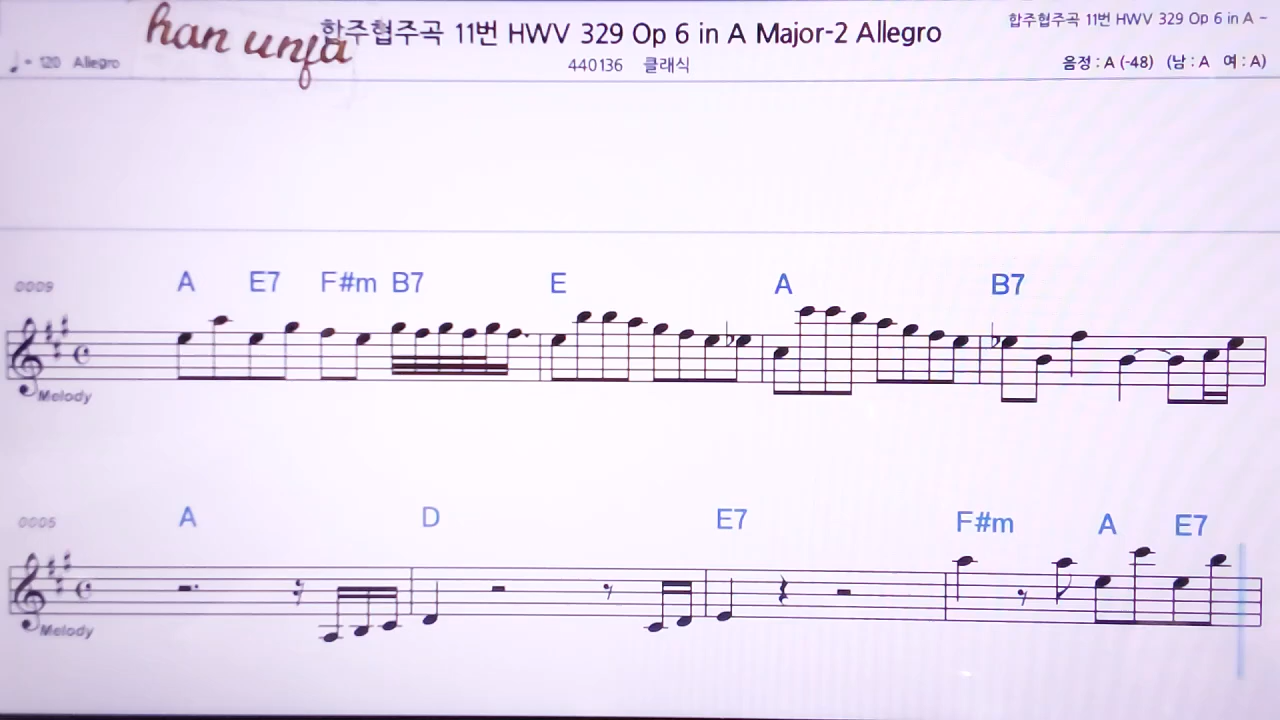 han unja
합주협주곡 11번 HWV 329 Op 6 in A Major-2 Allegro
합주협주곡 11번 HWV 329 Op 6 in A ~
♩ = 120 Allegro
440136 클래식
음정 : A (-48) (남 : A 여 : A)
0009 A E7 F#m B7 E A B7
Melody
0005 A D E7 F#m A E7
Melody